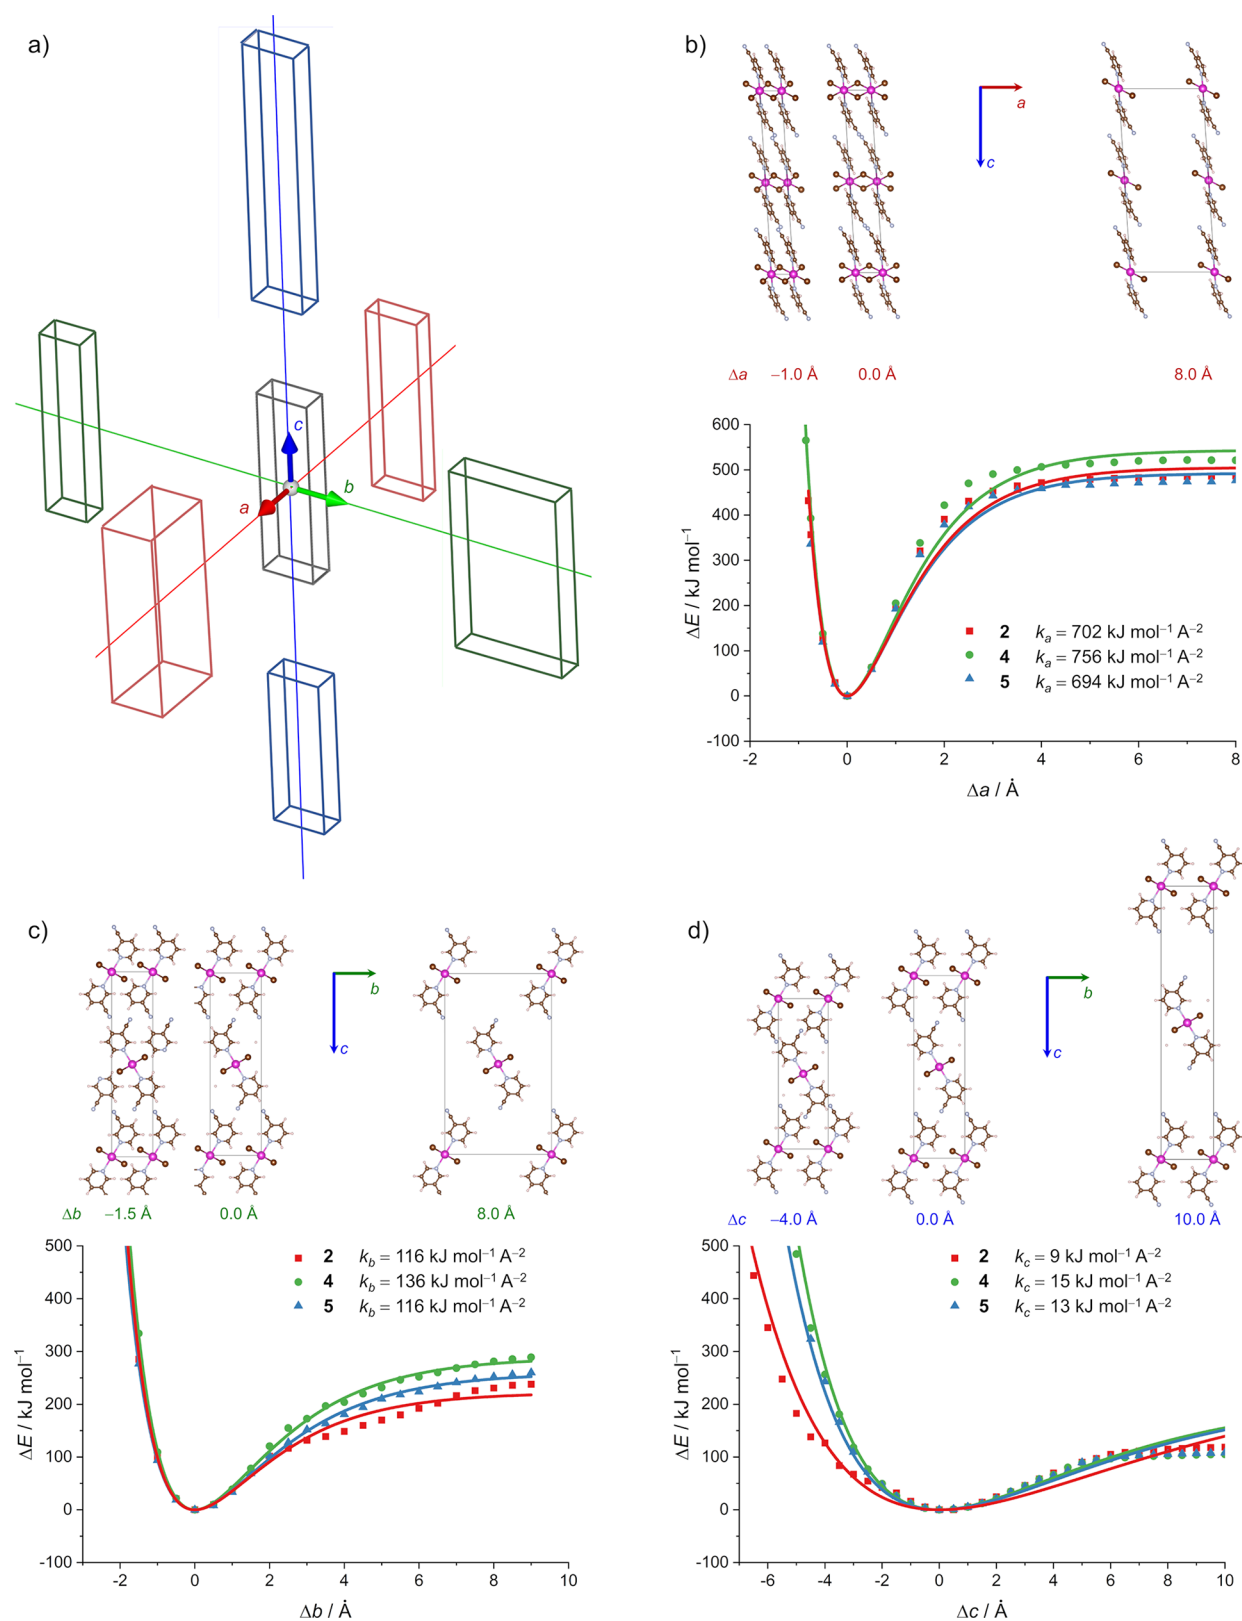 a)
c
b
a
b)
a
c
Δa −1.0 Å 0.0 Å 8.0 Å
600
500
400
300
200
100
0
-100
ΔE / kJ mol⁻¹
2 kₐ = 702 kJ mol⁻¹ A⁻²
4 kₐ = 756 kJ mol⁻¹ A⁻²
5 kₐ = 694 kJ mol⁻¹ A⁻²
-2 0 2 4 6 8
Δa / Å
c)
b
c
Δb −1.5 Å 0.0 Å 8.0 Å
500
400
300
200
100
0
-100
ΔE / kJ mol⁻¹
2 k_b = 116 kJ mol⁻¹ A⁻²
4 k_b = 136 kJ mol⁻¹ A⁻²
5 k_b = 116 kJ mol⁻¹ A⁻²
-2 0 2 4 6 8 10
Δb / Å
d)
b
c
Δc −4.0 Å 0.0 Å 10.0 Å
500
400
300
200
100
0
-100
ΔE / kJ mol⁻¹
2 k_c = 9 kJ mol⁻¹ A⁻²
4 k_c = 15 kJ mol⁻¹ A⁻²
5 k_c = 13 kJ mol⁻¹ A⁻²
-6 -4 -2 0 2 4 6 8 10
Δc / Å